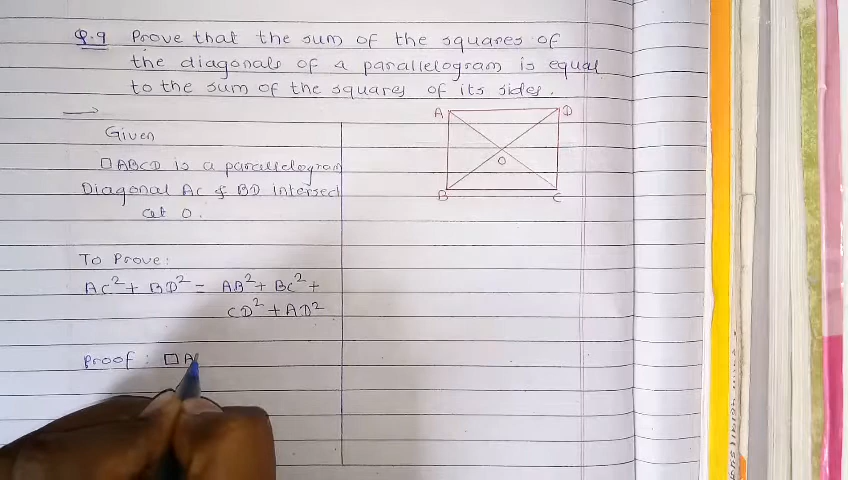 Q.9 Prove that the sum of the squares of
the diagonals of a parallelogram is equal
to the sum of the squares of its sides.
Given
□ABCD is a parallelogram
Diagonal AC & BD intersect
at O.
To Prove:
AC² + BD² = AB² + BC² +
CD² + AD²
Proof : □A
A D
O
B C